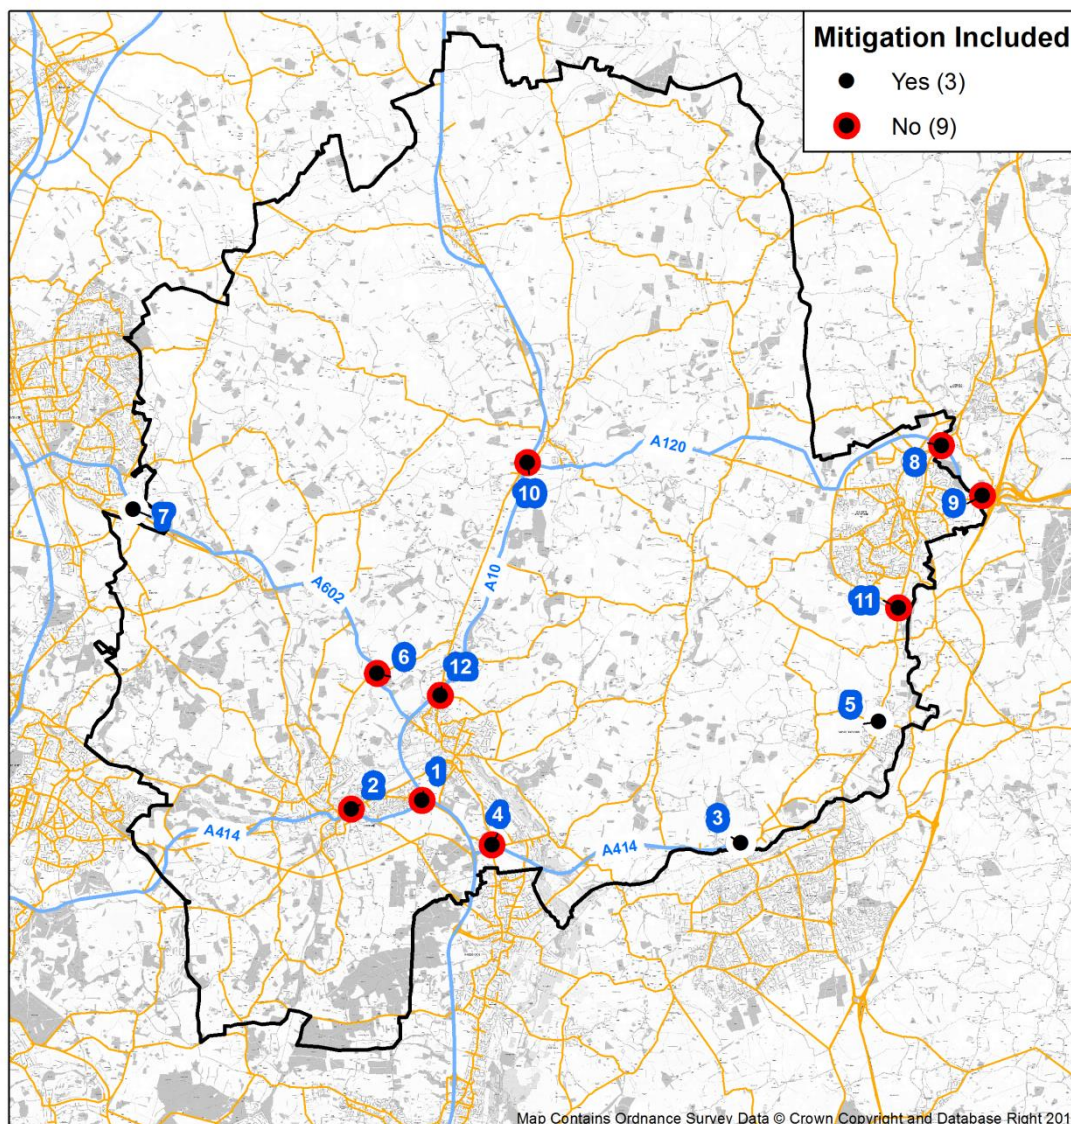 Mitigation Included
Yes (3)
No (9)
A120
8
10
9
7
A602
A10
11
6
12
5
1
2
4
3
A414
A414
Map Contains Ordnance Survey Data © Crown Copyright and Database Right 201